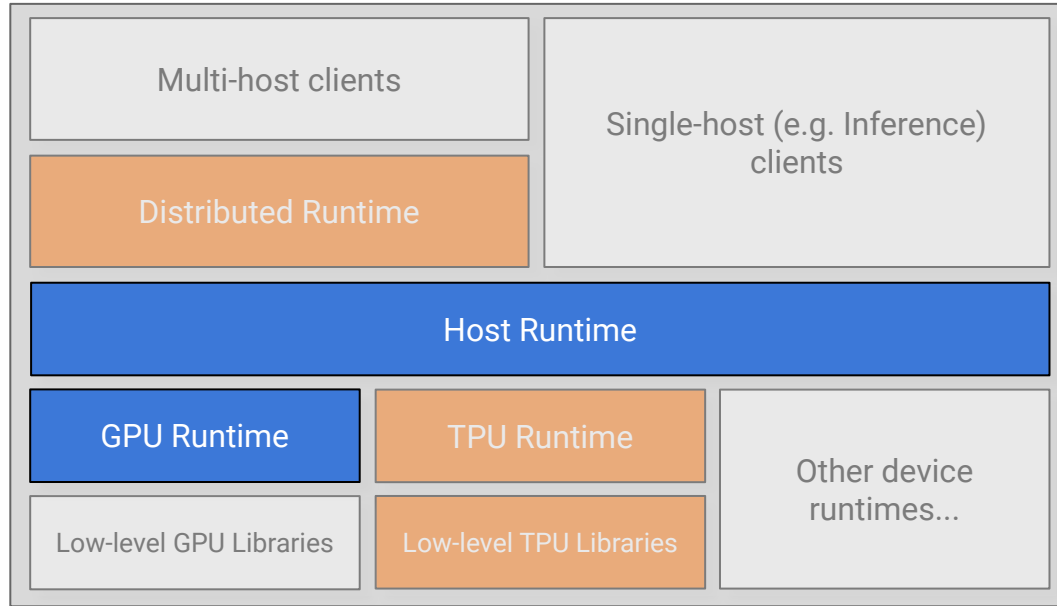 Multi-host clients
Single-host (e.g. Inference)
clients
Distributed Runtime
Host Runtime
GPU Runtime
TPU Runtime
Other device
runtimes...
Low-level GPU Libraries
Low-level TPU Libraries